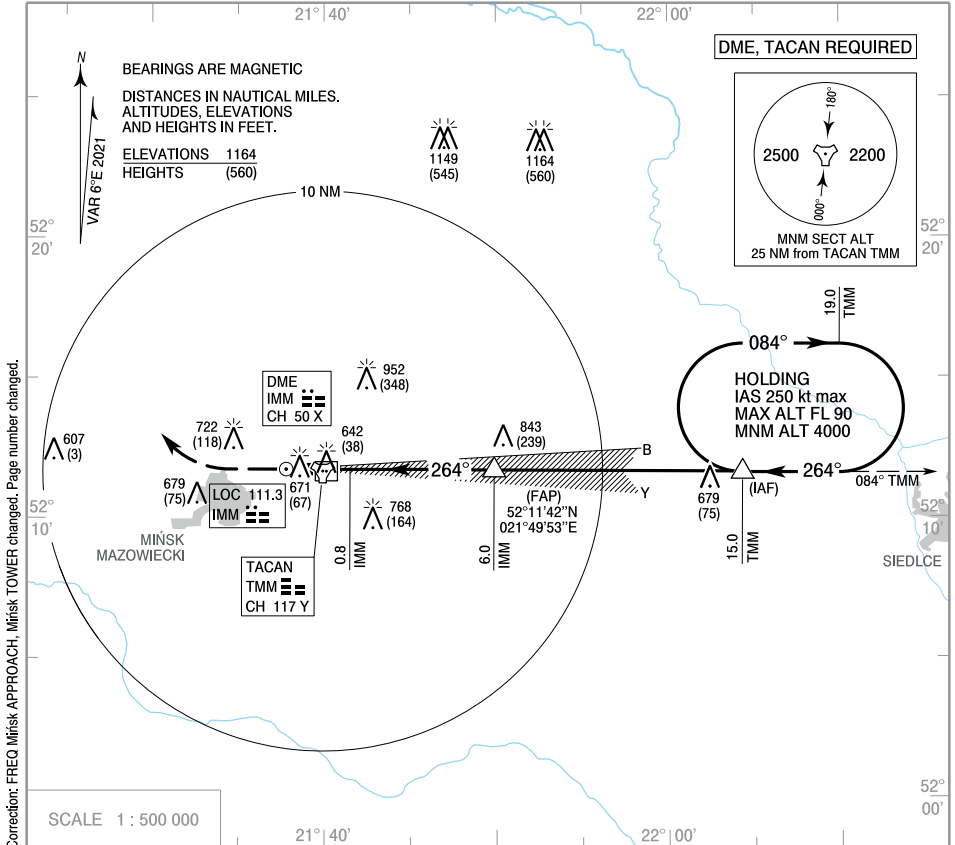 21° 40'
22° 00'
DME, TACAN REQUIRED
N
VAR 6°E 2021
BEARINGS ARE MAGNETIC
DISTANCES IN NAUTICAL MILES.
ALTITUDES, ELEVATIONS
AND HEIGHTS IN FEET.
ELEVATIONS 1164
HEIGHTS (560)
1149
(545)
1164
(560)
180°
2500
2200
000°
MNM SECT ALT
25 NM from TACAN TMM
10 NM
52°
20'
52°
20'
19.0
TMM
084°
HOLDING
IAS 250 kt max
MAX ALT FL 90
MNM ALT 4000
DME
IMM
CH 50 X
952
(348)
722
(118)
642
(38)
843
(239)
607
(3)
B
264°
264°
084° TMM
679
(75)
LOC 111.3
IMM
671
(67)
768
(164)
(FAP)
52°11'42"N
021°49'53"E
Y
679
(75)
(IAF)
52°
10'
52°
10'
MIŃSK
MAZOWIECKI
0.8
IMM
6.0
IMM
15.0
TMM
SIEDLCE
TACAN
TMM
CH 117 Y
Correction: FREQ Mińsk APPROACH, Mińsk TOWER changed. Page number changed.
52°
00'
SCALE 1 : 500 000
21° 40'
22° 00'